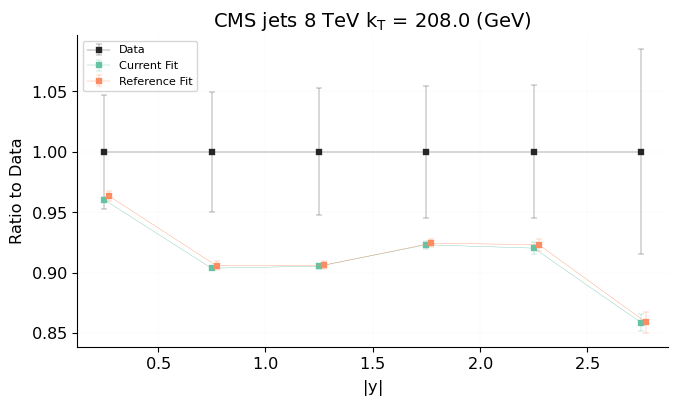 CMS jets 8 TeV k_T = 208.0 (GeV)
Data
Current Fit
Reference Fit
Ratio to Data
1.05
1.00
0.95
0.90
0.85
0.5 1.0 1.5 2.0 2.5
|y|